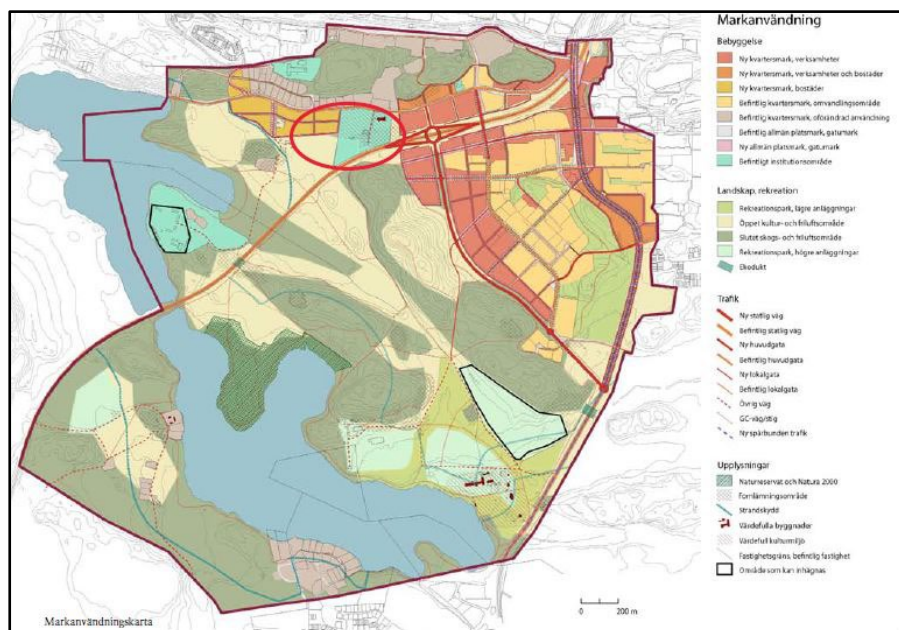 Markanvändning
Bebyggelse
Ny kvartersmark, verksamheter
Ny kvartersmark, verksamheter och bostäder
Ny kvartersmark, bostäder
Befintlig kvartersmark, omvandlingsområde
Befintlig kvartersmark, oförändrad användning
Befintlig allmän platsmark, gatumark
Ny allmän platsmark, gatumark
Befintligt institutionsområde
Landskap, rekreation
Rekreationspark, lägre anläggningar
Öppet kultur- och friluftsområde
Slutet skogs- och friluftsområde
Rekreationspark, högre anläggningar
Ekodukt
Trafik
Ny statlig väg
Befintlig statlig väg
Ny huvudgata
Befintlig huvudgata
Ny lokalgata
Befintlig lokalgata
Övrig väg
GC-väg/stig
Ny spårbunden trafik
Upplysningar
Naturreservat och Natura 2000
Fornlämningsområde
Strandskydd
Värdefulla byggnader
Värdefull kulturmiljö
Fastighetsgräns, befintlig fastighet
Område som kan inhägnas
0 200 m
Markanvändningskarta